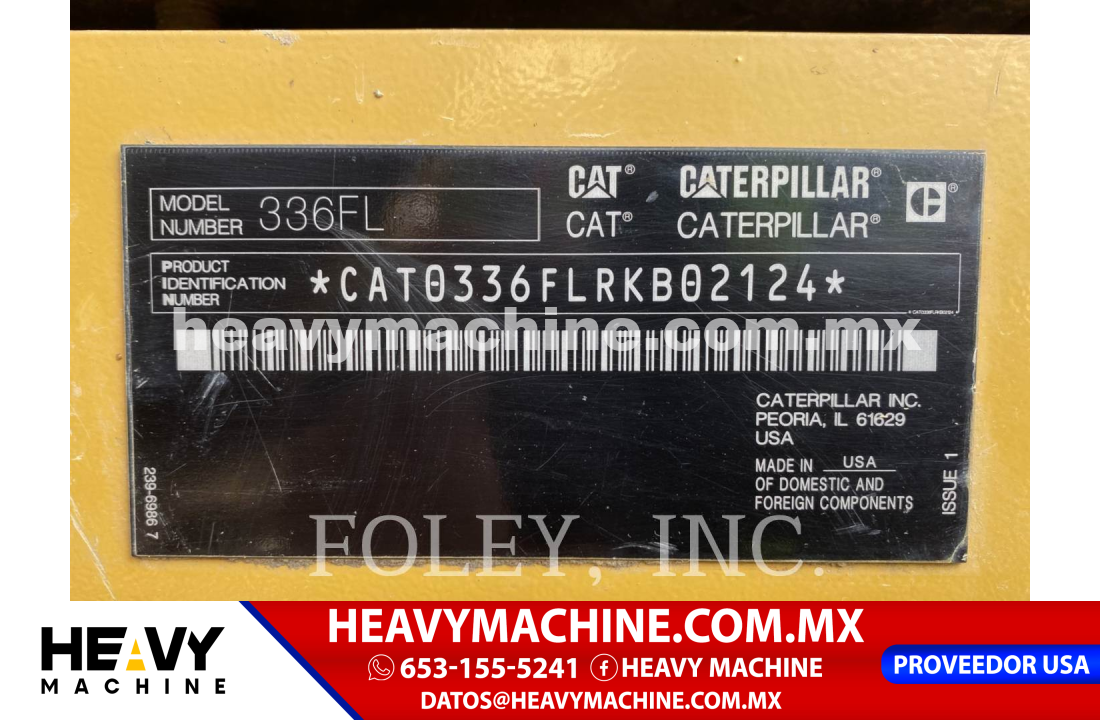 CAT® CATERPILLAR®
CAT® CATERPILLAR®
MODEL NUMBER 336FL
PRODUCT IDENTIFICATION NUMBER *CAT0336FLRKB02124*
*CAT0336FLRKB02124*
heavymachine.com.mx
CATERPILLAR INC.
PEORIA, IL 61629
USA
MADE IN USA
OF DOMESTIC AND
FOREIGN COMPONENTS
239-6986 7
ISSUE 1
FOLEY, INC.
HEAVY
MACHINE
HEAVYMACHINE.COM.MX
653-155-5241 HEAVY MACHINE
DATOS@HEAVYMACHINE.COM.MX
PROVEEDOR USA